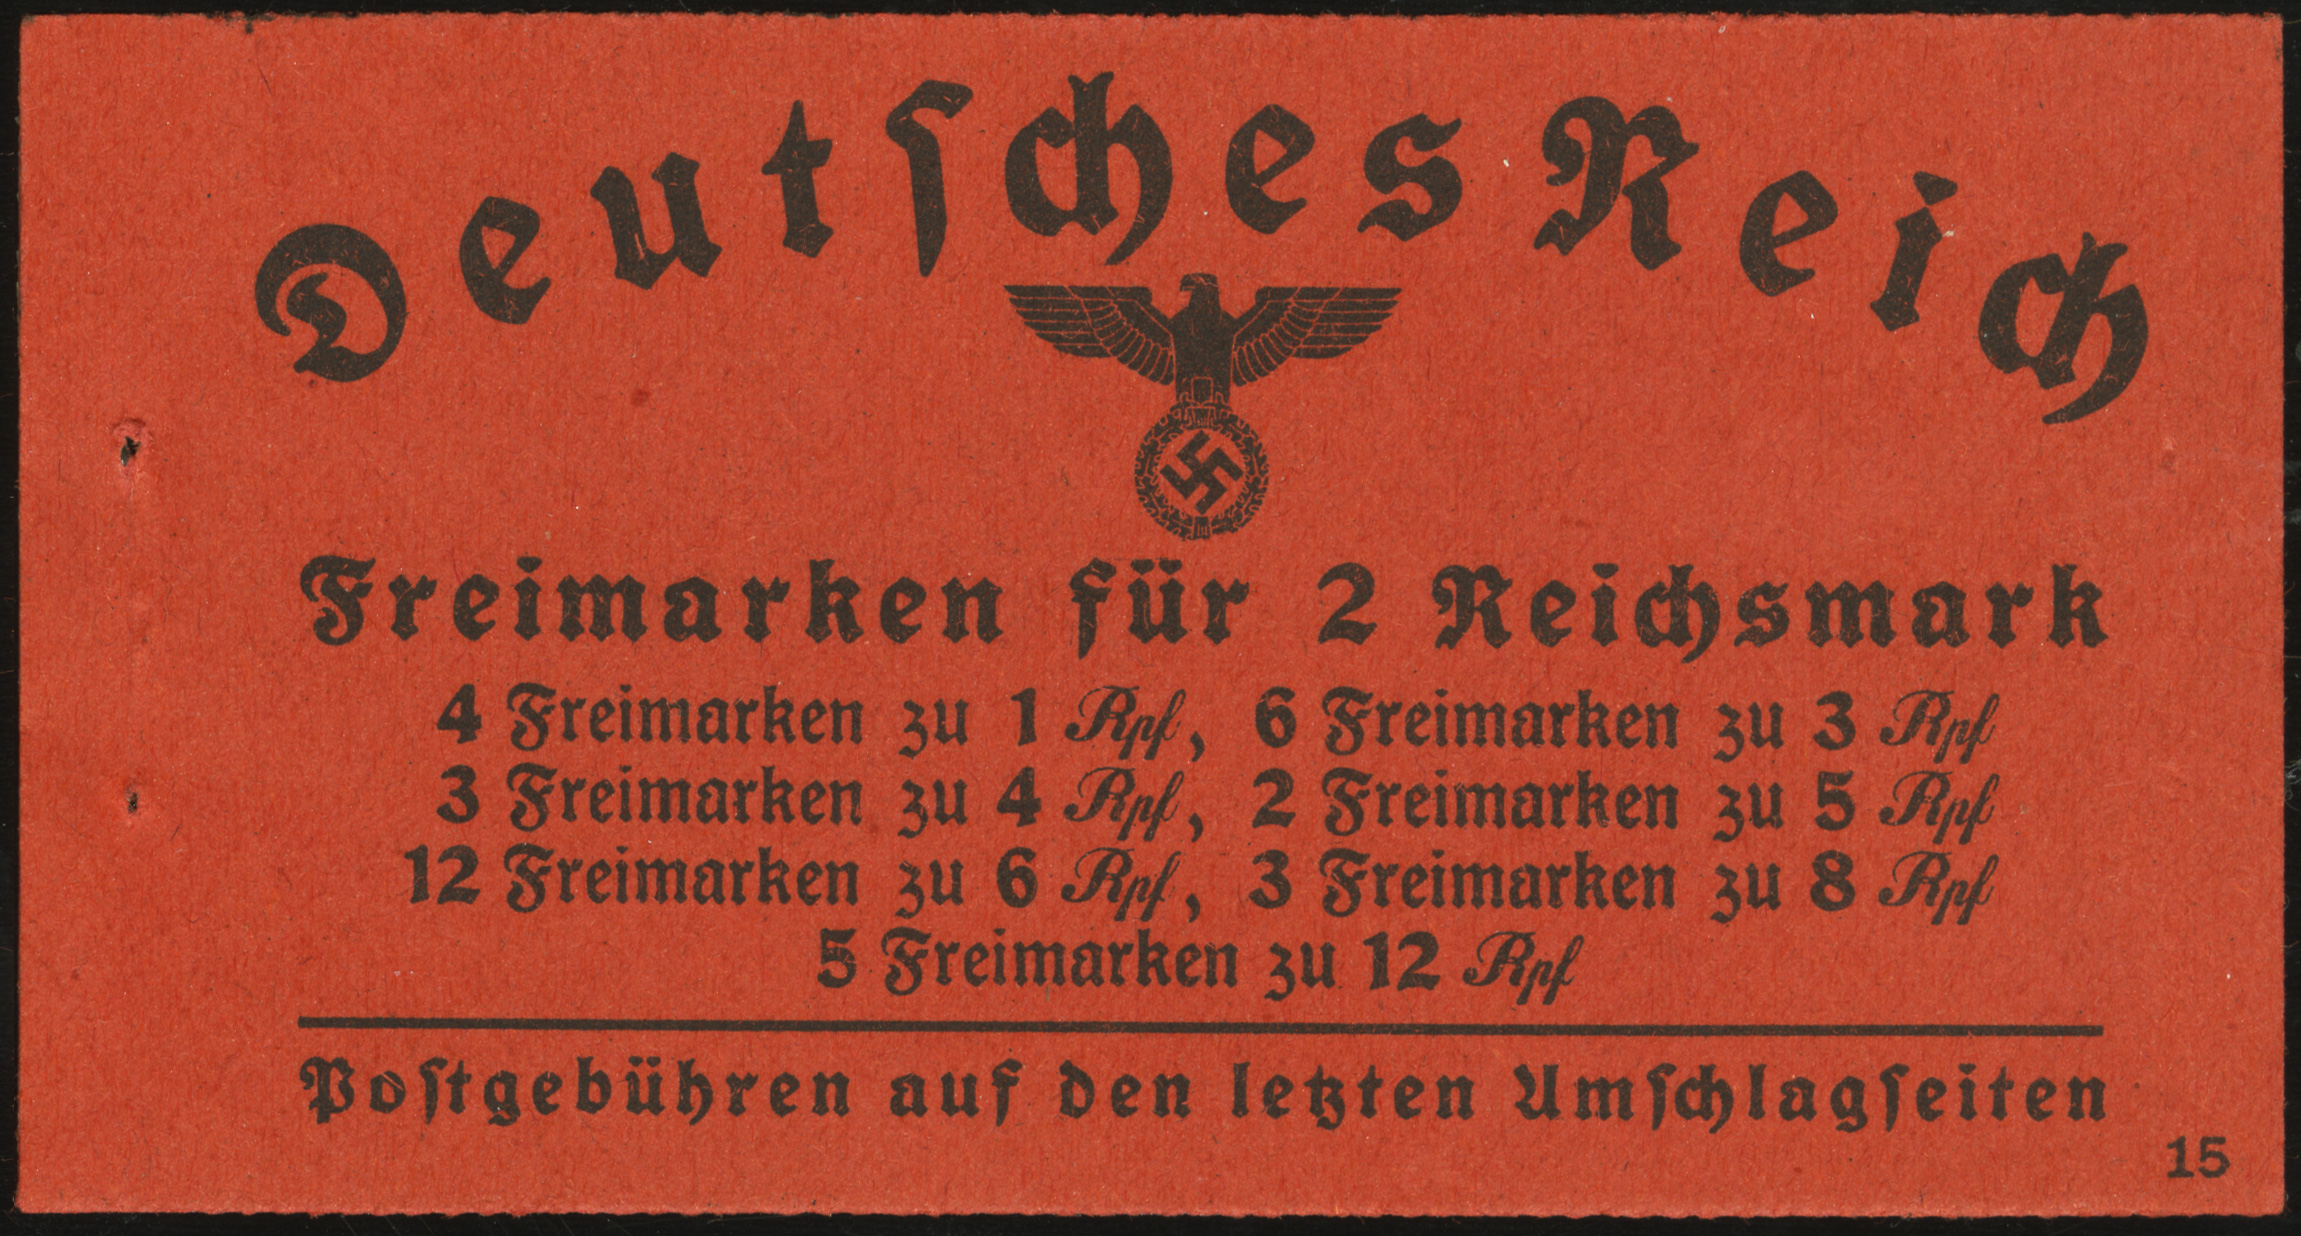 Deutſches Reich
Freimarken für 2 Reichsmark
4 Freimarken zu 1 Rpf, 6 Freimarken zu 3 Rpf
3 Freimarken zu 4 Rpf, 2 Freimarken zu 5 Rpf
12 Freimarken zu 6 Rpf, 3 Freimarken zu 8 Rpf
5 Freimarken zu 12 Rpf
Poſtgebühren auf den letzten Umſchlagſeiten
15